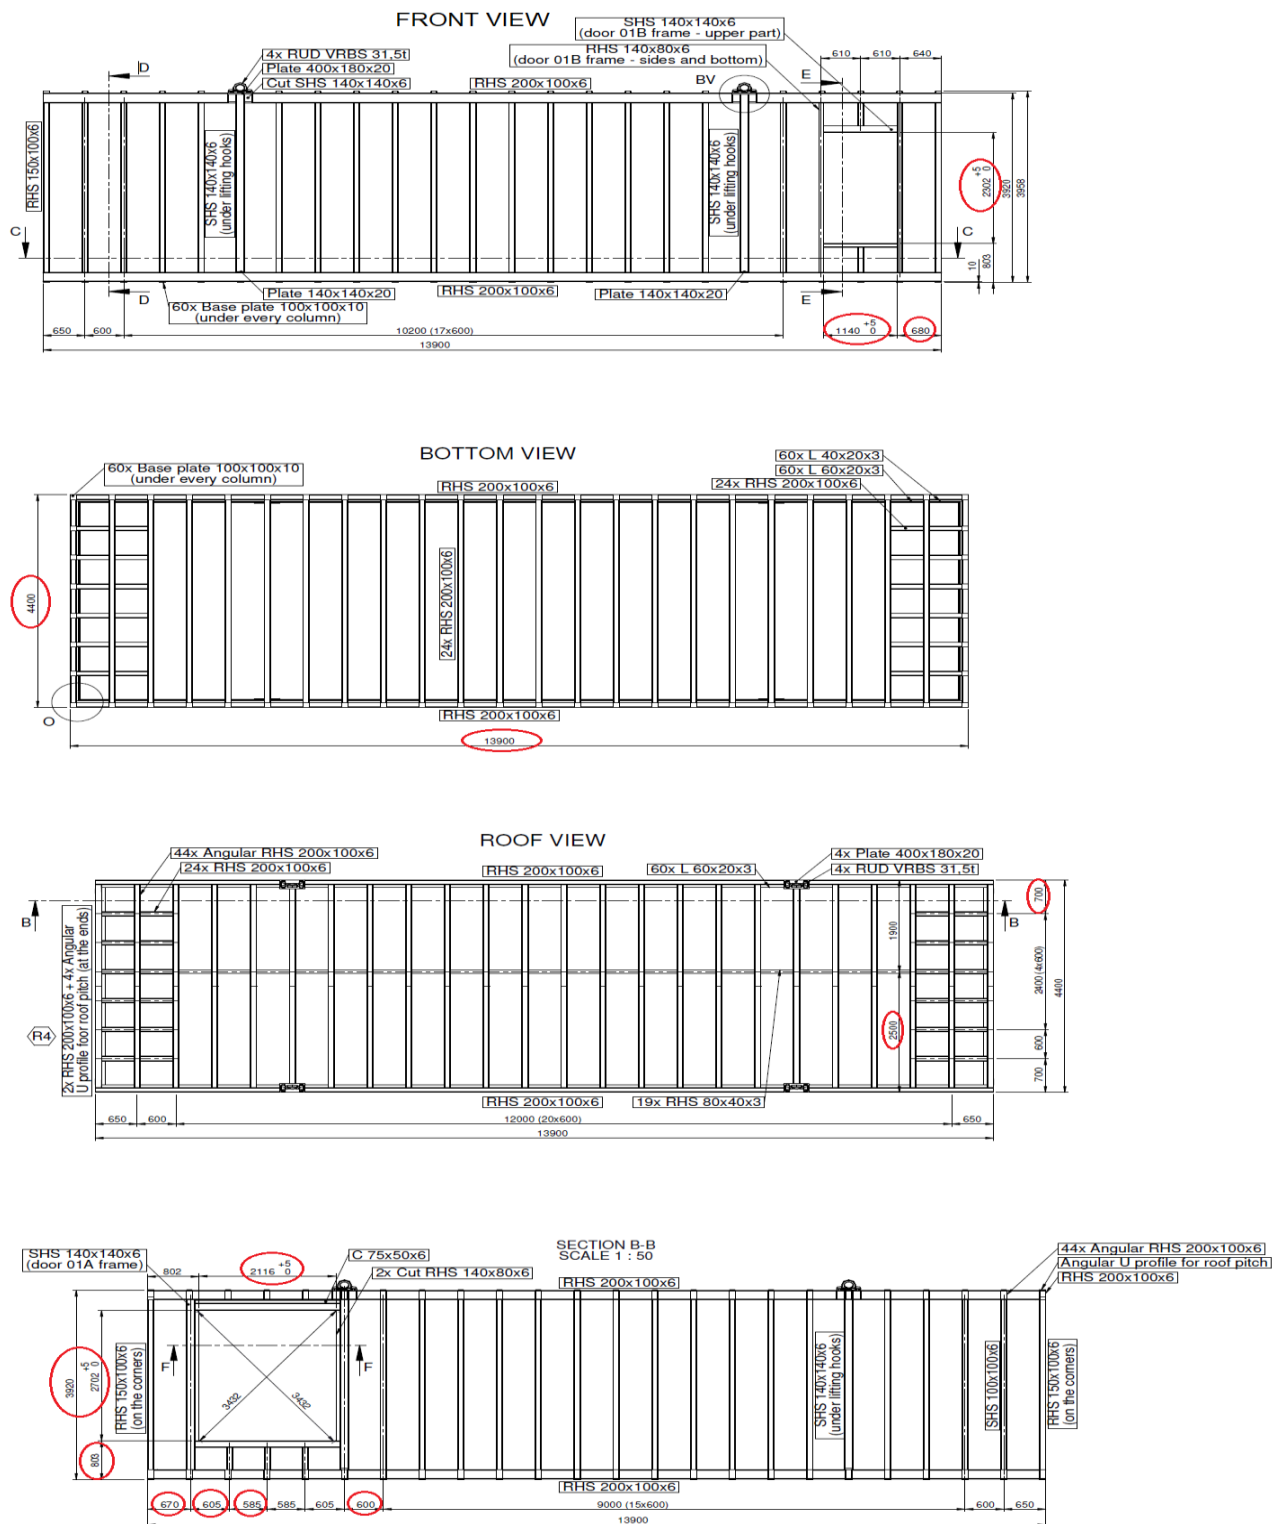 FRONT VIEW
SHS 140x140x6
(door 01B frame - upper part)
RHS 140x80x6
(door 01B frame - sides and bottom)
4x RUD VRBS 31,5t
Plate 400x180x20
Cut SHS 140x140x6
RHS 200x100x6
BV
D
E
610
610
640
RHS 150x100x6
SHS 140x140x6
(under lifting hooks)
SHS 140x140x6
(under lifting hooks)
2302 +5 0
3920
3958
C
C
10
803
D
E
Plate 140x140x20
RHS 200x100x6
Plate 140x140x20
60x Base plate 100x100x10
(under every column)
650
600
10200 (17x600)
1140 +5 0
680
13900
BOTTOM VIEW
60x Base plate 100x100x10
(under every column)
RHS 200x100x6
60x L 40x20x3
60x L 60x20x3
24x RHS 200x100x6
4400
24x RHS 200x100x6
O
RHS 200x100x6
13900
ROOF VIEW
44x Angular RHS 200x100x6
24x RHS 200x100x6
RHS 200x100x6
60x L 60x20x3
4x Plate 400x180x20
4x RUD VRBS 31,5t
B
B
700
1900
2400 (4x600)
4400
2500
600
700
R4
2x RHS 200x100x6 + 4x Angular
U profile foor roof pitch (at the ends)
RHS 200x100x6
19x RHS 80x40x3
650
600
12000 (20x600)
650
13900
SECTION B-B
SCALE 1 : 50
SHS 140x140x6
(door 01A frame)
802
2116 +5 0
C 75x50x6
2x Cut RHS 140x80x6
RHS 200x100x6
44x Angular RHS 200x100x6
Angular U profile for roof pitch
RHS 200x100x6
3920
2702 +5 0
RHS 150x100x6
(on the corners)
F
F
3432
3432
SHS 140x140x6
(under lifting hooks)
SHS 100x100x6
RHS 150x100x6
(on the corners)
803
RHS 200x100x6
670
605
585
585
605
600
9000 (15x600)
600
650
13900